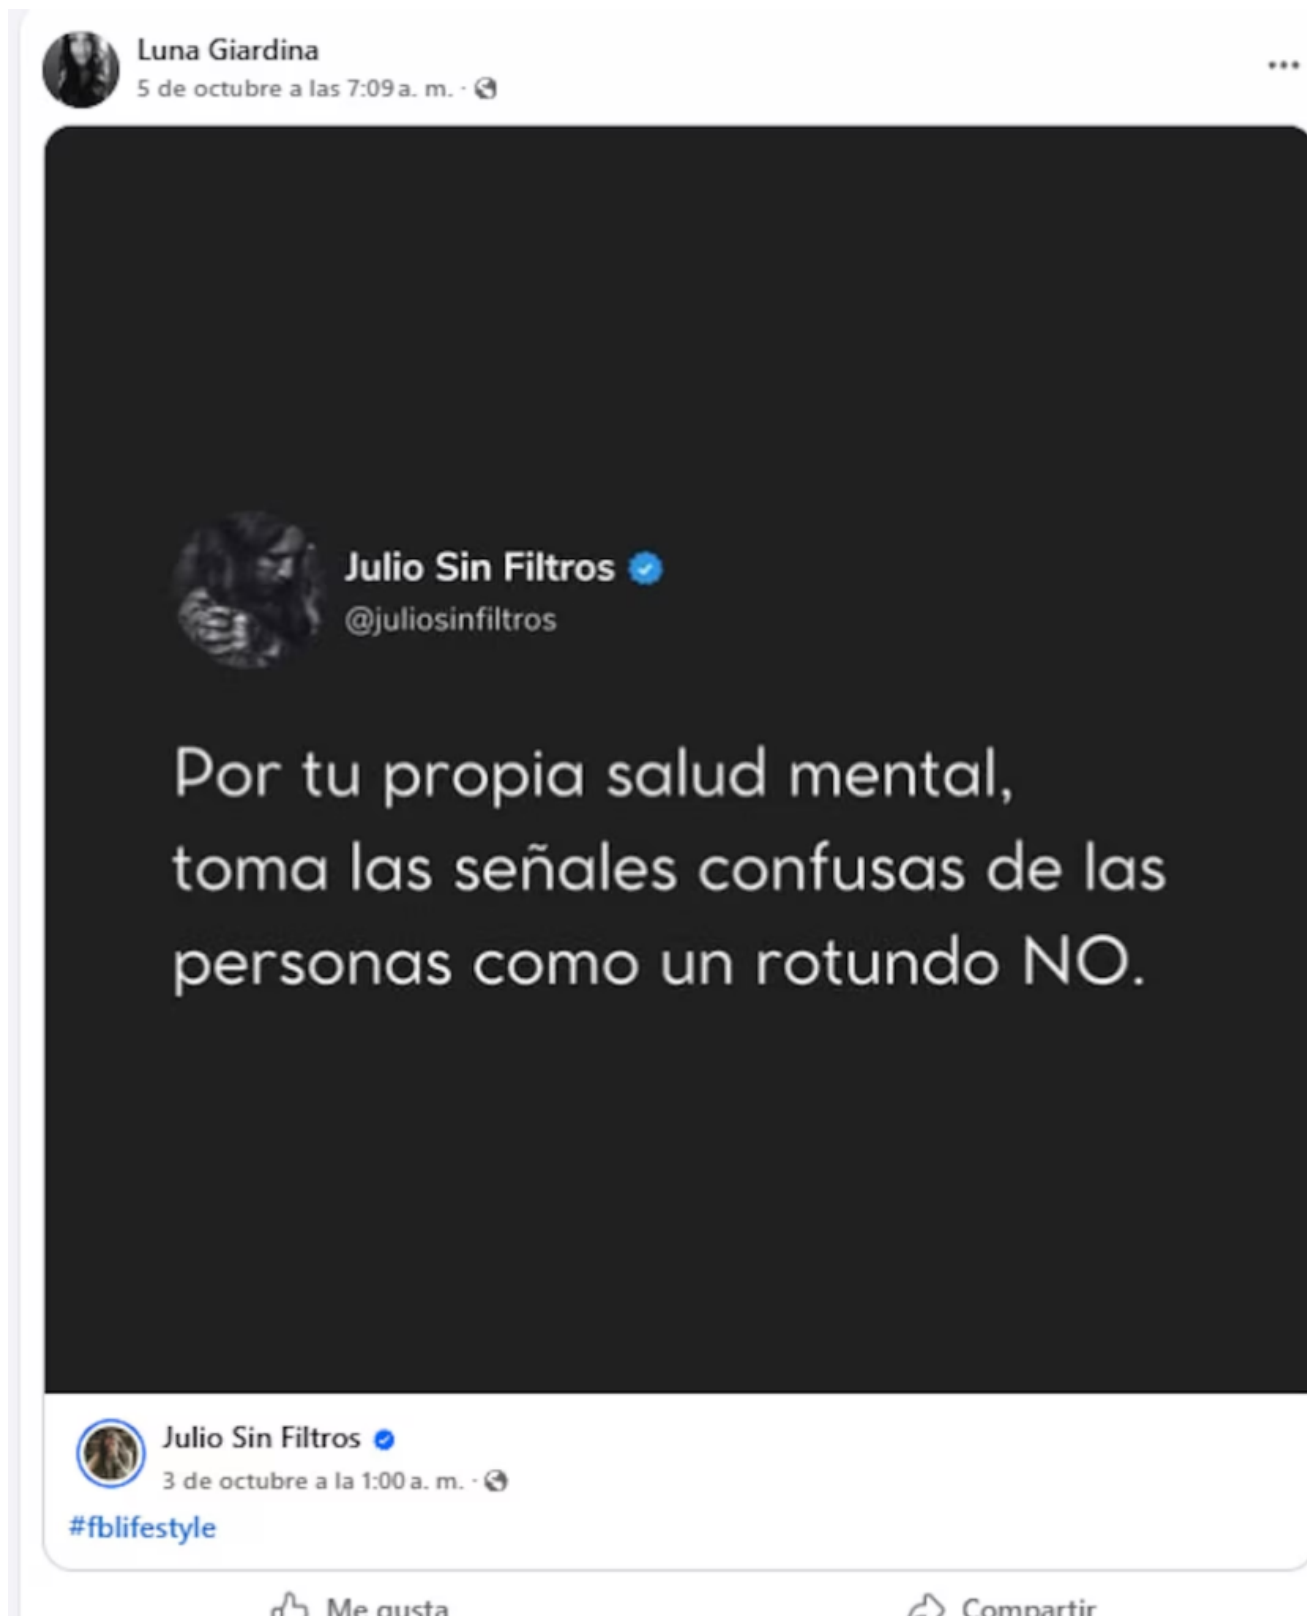 Luna Giardina
5 de octubre a las 7:09 a. m. ·
Julio Sin Filtros
@juliosinfiltros
Por tu propia salud mental,
toma las señales confusas de las
personas como un rotundo NO.
Julio Sin Filtros
3 de octubre a la 1:00 a. m. ·
#fblifestyle
Me gusta
Compartir